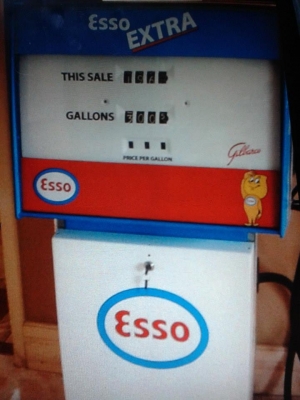 Esso
EXTRA
THIS SALE
GALLONS
PRICE PER GALLON
Gilbarco
Esso
Esso